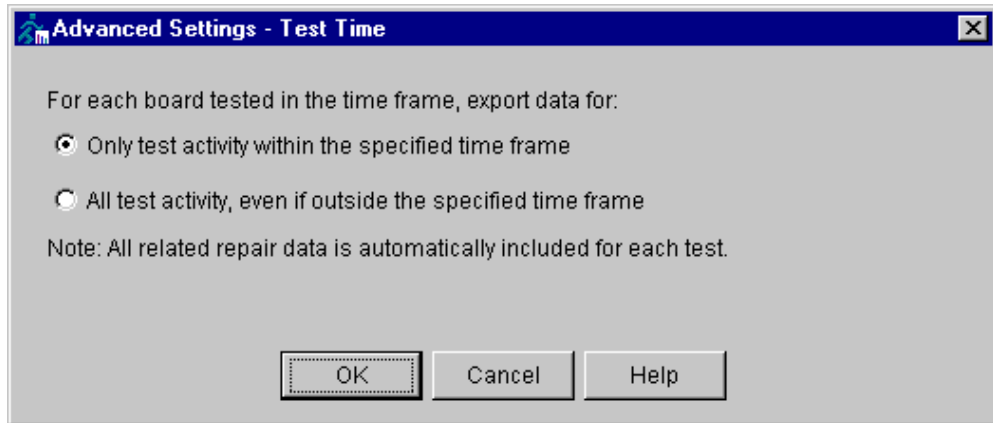 Advanced Settings - Test Time
For each board tested in the time frame, export data for:
Only test activity within the specified time frame
All test activity, even if outside the specified time frame
Note: All related repair data is automatically included for each test.
OK Cancel Help